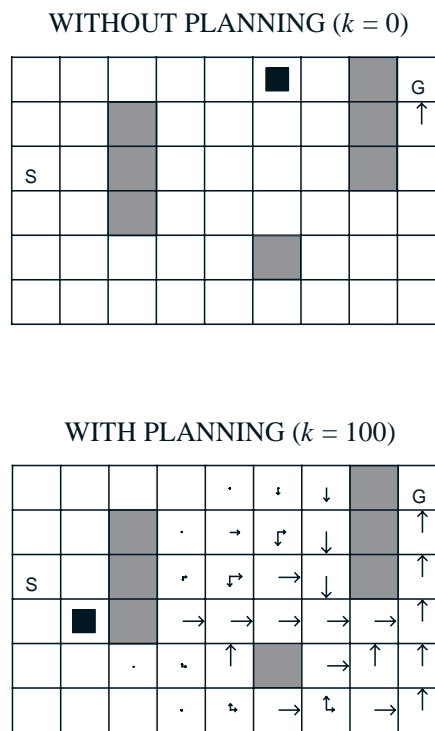 WITHOUT PLANNING (k = 0)
G
S
WITH PLANNING (k = 100)
G
S